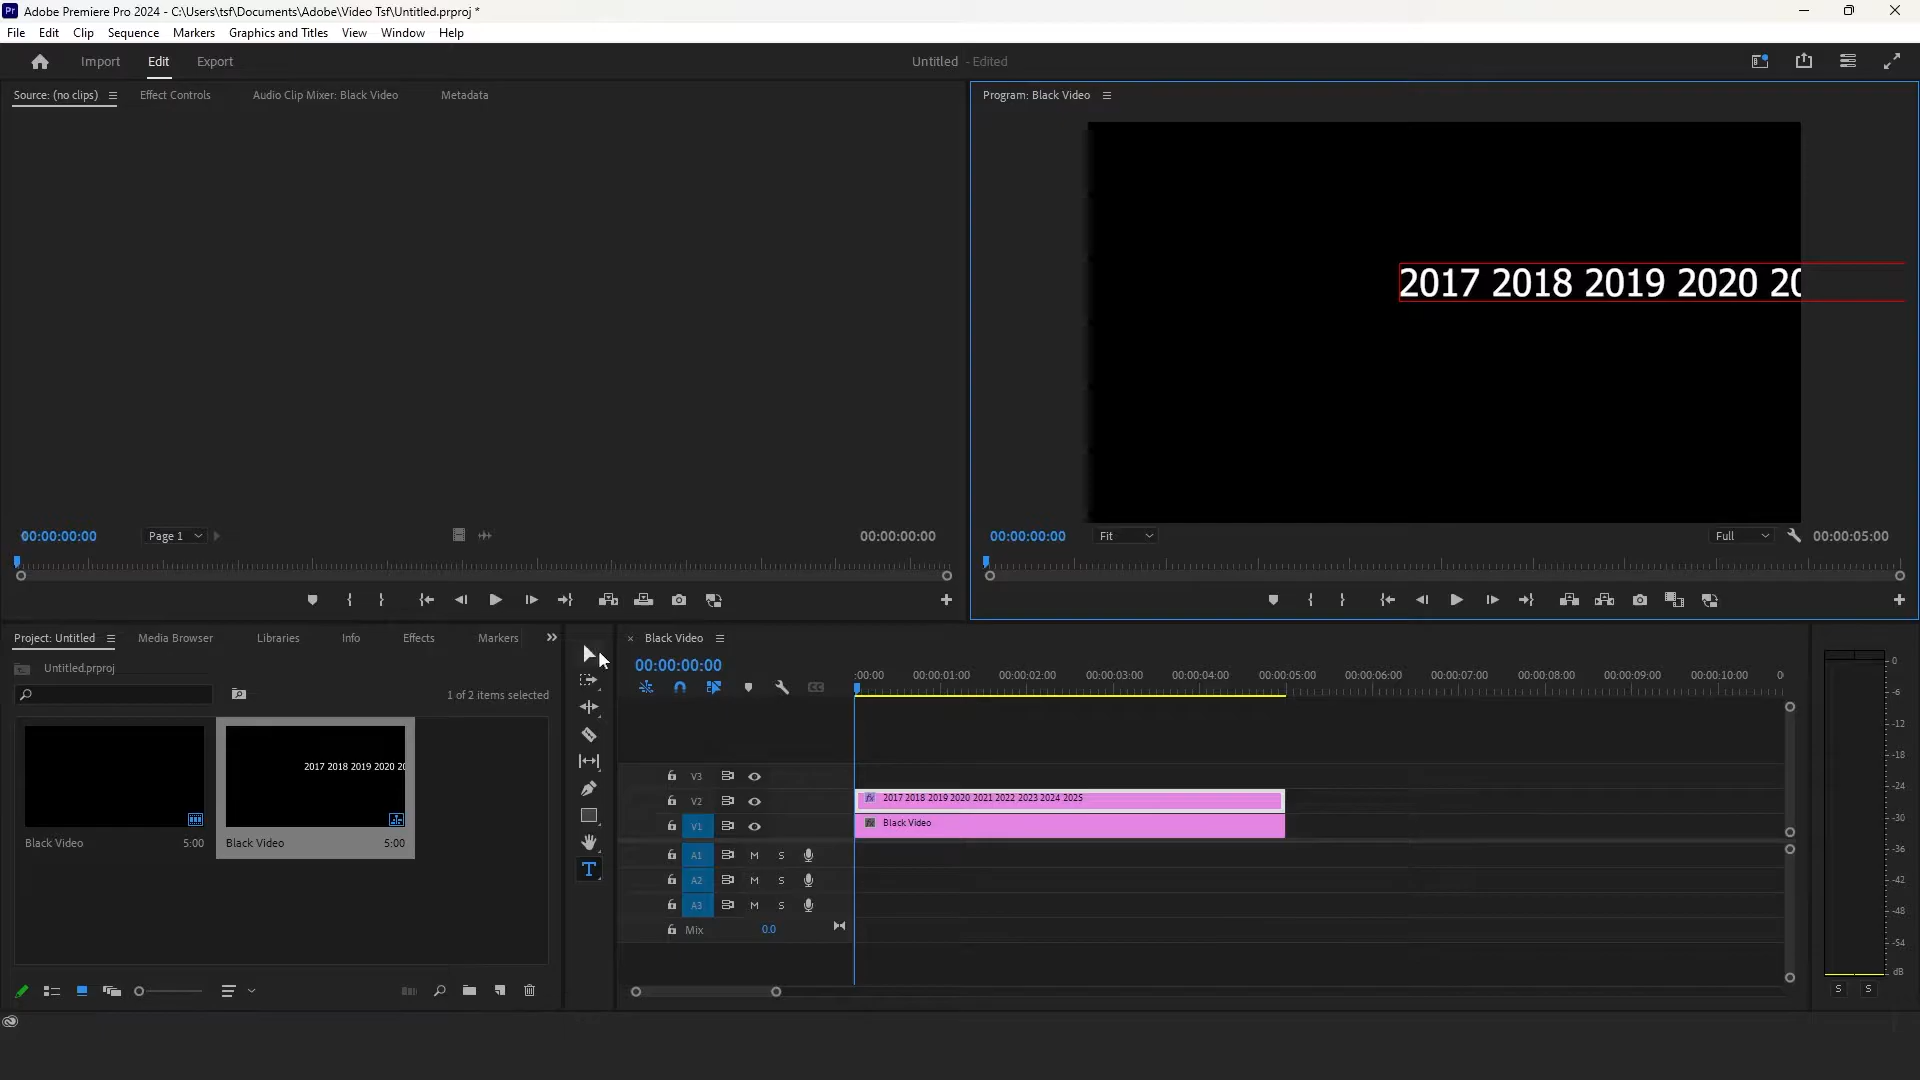 Adobe Premiere Pro 2024 - C:\Users\tsf\Documents\Adobe\Video Tsf\Untitled.prproj *
File Edit Clip Sequence Markers Graphics and Titles View Window Help
Import Edit Export
Untitled - Edited
Source: (no clips) Effect Controls Audio Clip Mixer: Black Video Metadata
Program: Black Video
2017 2018 2019 2020 20
00:00:00:00 Page 1 00:00:00:00
00:00:00:00 Fit Full 00:00:05:00
Project: Untitled Media Browser Libraries Info Effects Markers
Untitled.prproj
1 of 2 items selected
2017 2018 2019 2020 20
Black Video 5:00
Black Video 5:00
T
Black Video
00:00:00:00
:00:00 00:00:01:00 00:00:02:00 00:00:03:00 00:00:04:00 00:00:05:00 00:00:06:00 00:00:07:00 00:00:08:00 00:00:09:00 00:00:10:00 0
V3
V2 fx 2017 2018 2019 2020 2021 2022 2023 2024 2025
V1 Black Video
A1 M S
A2 M S
A3 M S
Mix 0.0
0
-6
-12
-18
-24
-30
-36
-42
-48
-54
dB
S S